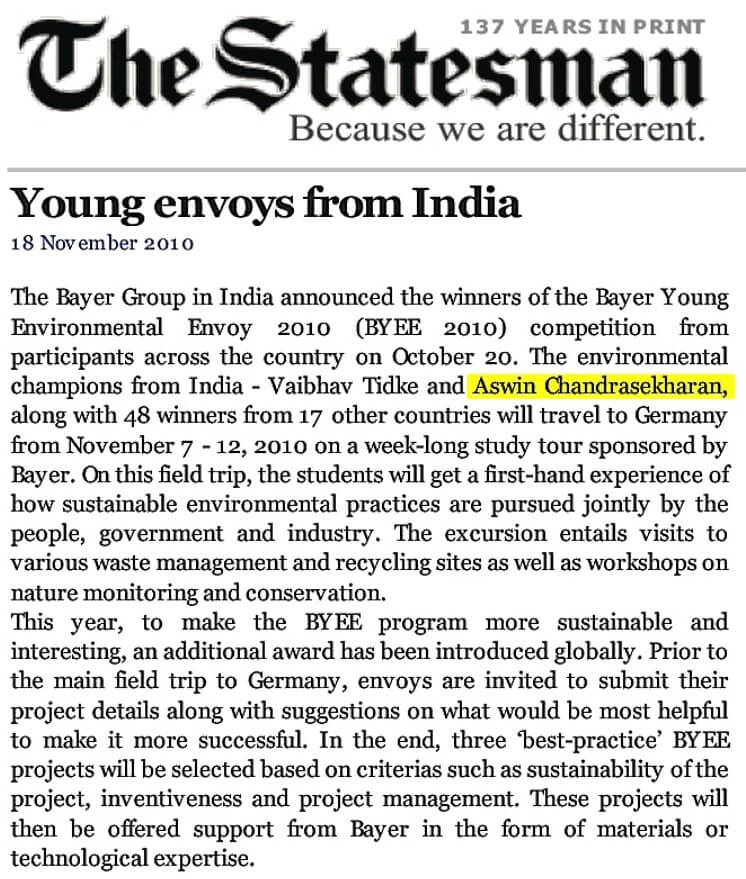 137 YEARS IN PRINT
The Statesman
Because we are different.
Young envoys from India
18 November 2010
The Bayer Group in India announced the winners of the Bayer Young
Environmental Envoy 2010 (BYEE 2010) competition from
participants across the country on October 20. The environmental
champions from India - Vaibhav Tidke and Aswin Chandrasekharan,
along with 48 winners from 17 other countries will travel to Germany
from November 7 - 12, 2010 on a week-long study tour sponsored by
Bayer. On this field trip, the students will get a first-hand experience of
how sustainable environmental practices are pursued jointly by the
people, government and industry. The excursion entails visits to
various waste management and recycling sites as well as workshops on
nature monitoring and conservation.
This year, to make the BYEE program more sustainable and
interesting, an additional award has been introduced globally. Prior to
the main field trip to Germany, envoys are invited to submit their
project details along with suggestions on what would be most helpful
to make it more successful. In the end, three ‘best-practice’ BYEE
projects will be selected based on criterias such as sustainability of the
project, inventiveness and project management. These projects will
then be offered support from Bayer in the form of materials or
technological expertise.